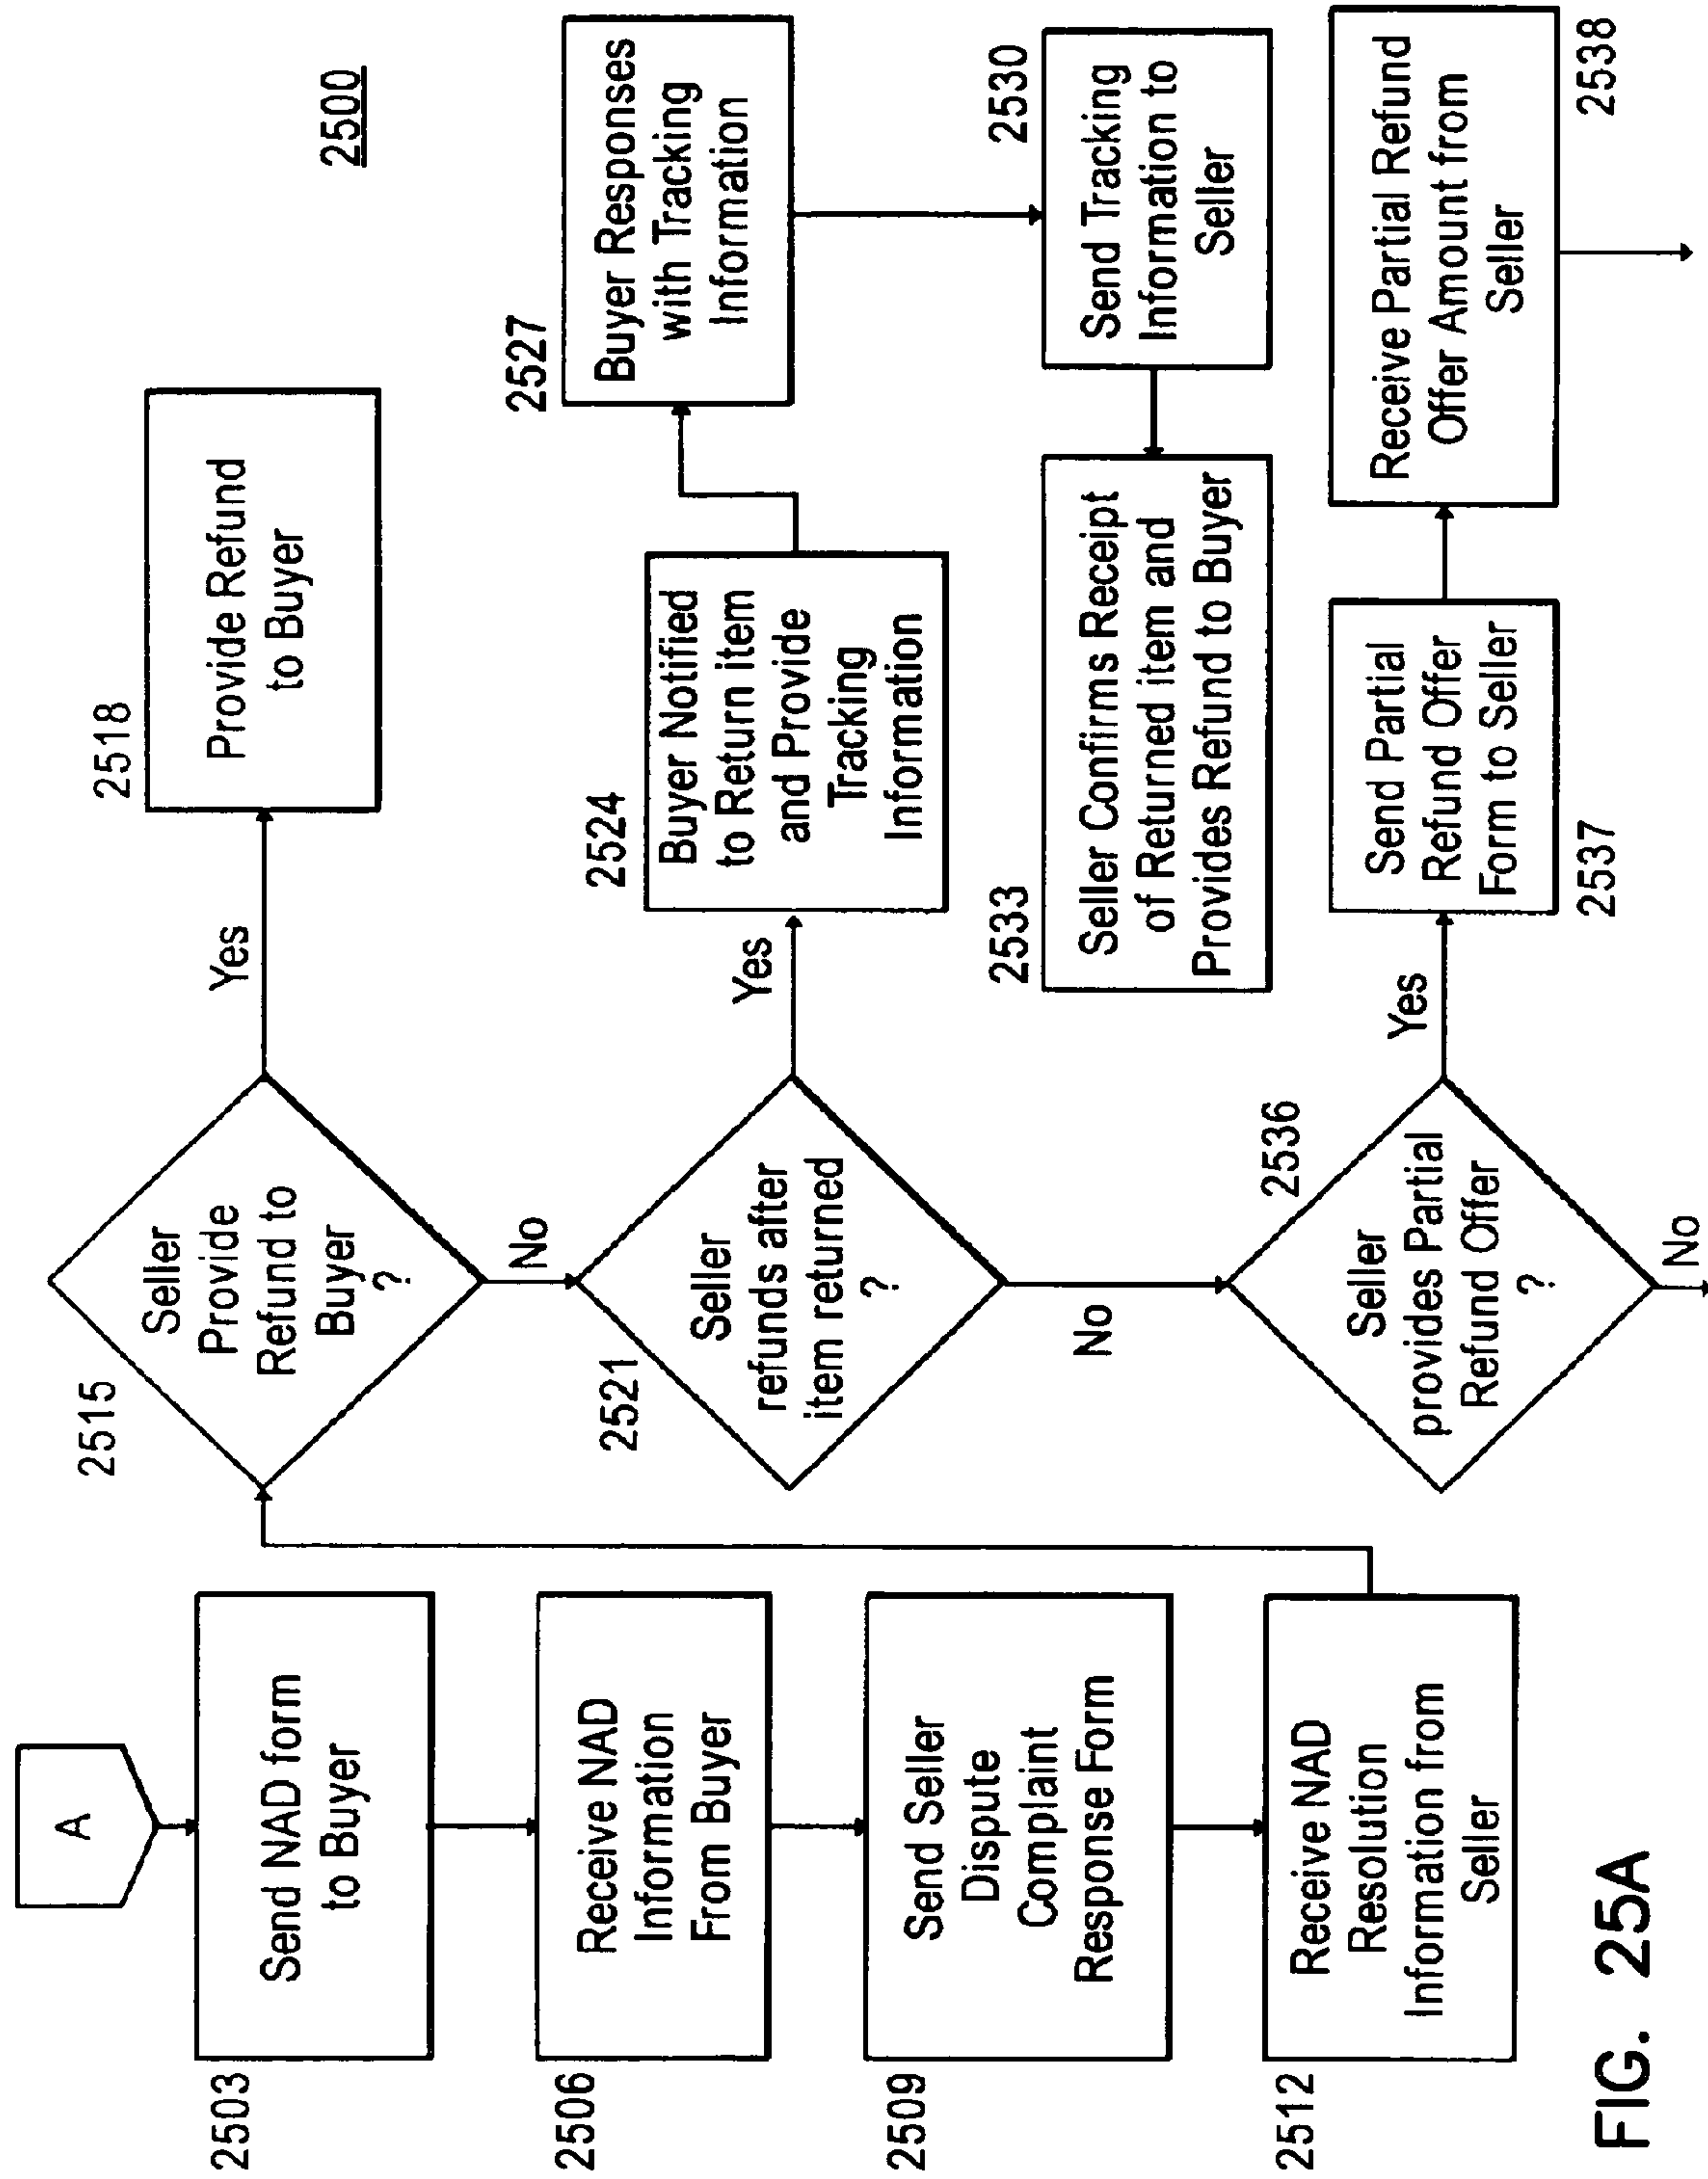 2500
A
2503
Send NAD form
to Buyer
2506
Receive NAD
Information
From Buyer
2509
Send Seller
Dispute
Complaint
Response Form
2512
Receive NAD
Resolution
Information from
Seller
2515
Seller
Provide
Refund to
Buyer
?
Yes
2518
Provide Refund
to Buyer
No
2521
Seller
refunds after
item returned
?
Yes
2524
Buyer Notified
to Return item
and Provide
Tracking
Information
2527
Buyer Responses
with Tracking
Information
2530
Send Tracking
Information to
Seller
2533
Seller Confirms Receipt
of Returned item and
Provides Refund to Buyer
No
2536
Seller
provides Partial
Refund Offer
?
Yes
2537
Send Partial
Refund Offer
Form to Seller
2538
Receive Partial Refund
Offer Amount from
Seller
No
FIG. 25A